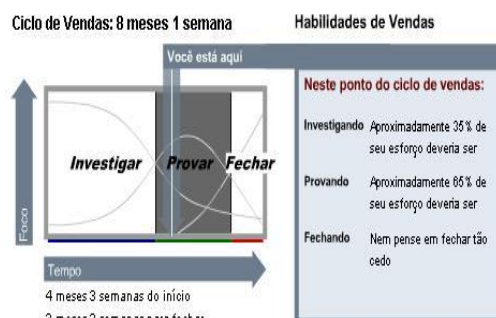 Ciclo de Vendas: 8 meses 1 semana
Habilidades de Vendas
Você está aqui
Foco
Investigar
Provar
Fechar
Tempo
4 meses 3 semanas do início
Neste ponto do ciclo de vendas:
Investigando Aproximadamente 35% de
seu esforço deveria ser
Provando Aproximadamente 65% de
seu esforço deveria ser
Fechando Nem pense em fechar tão
cedo